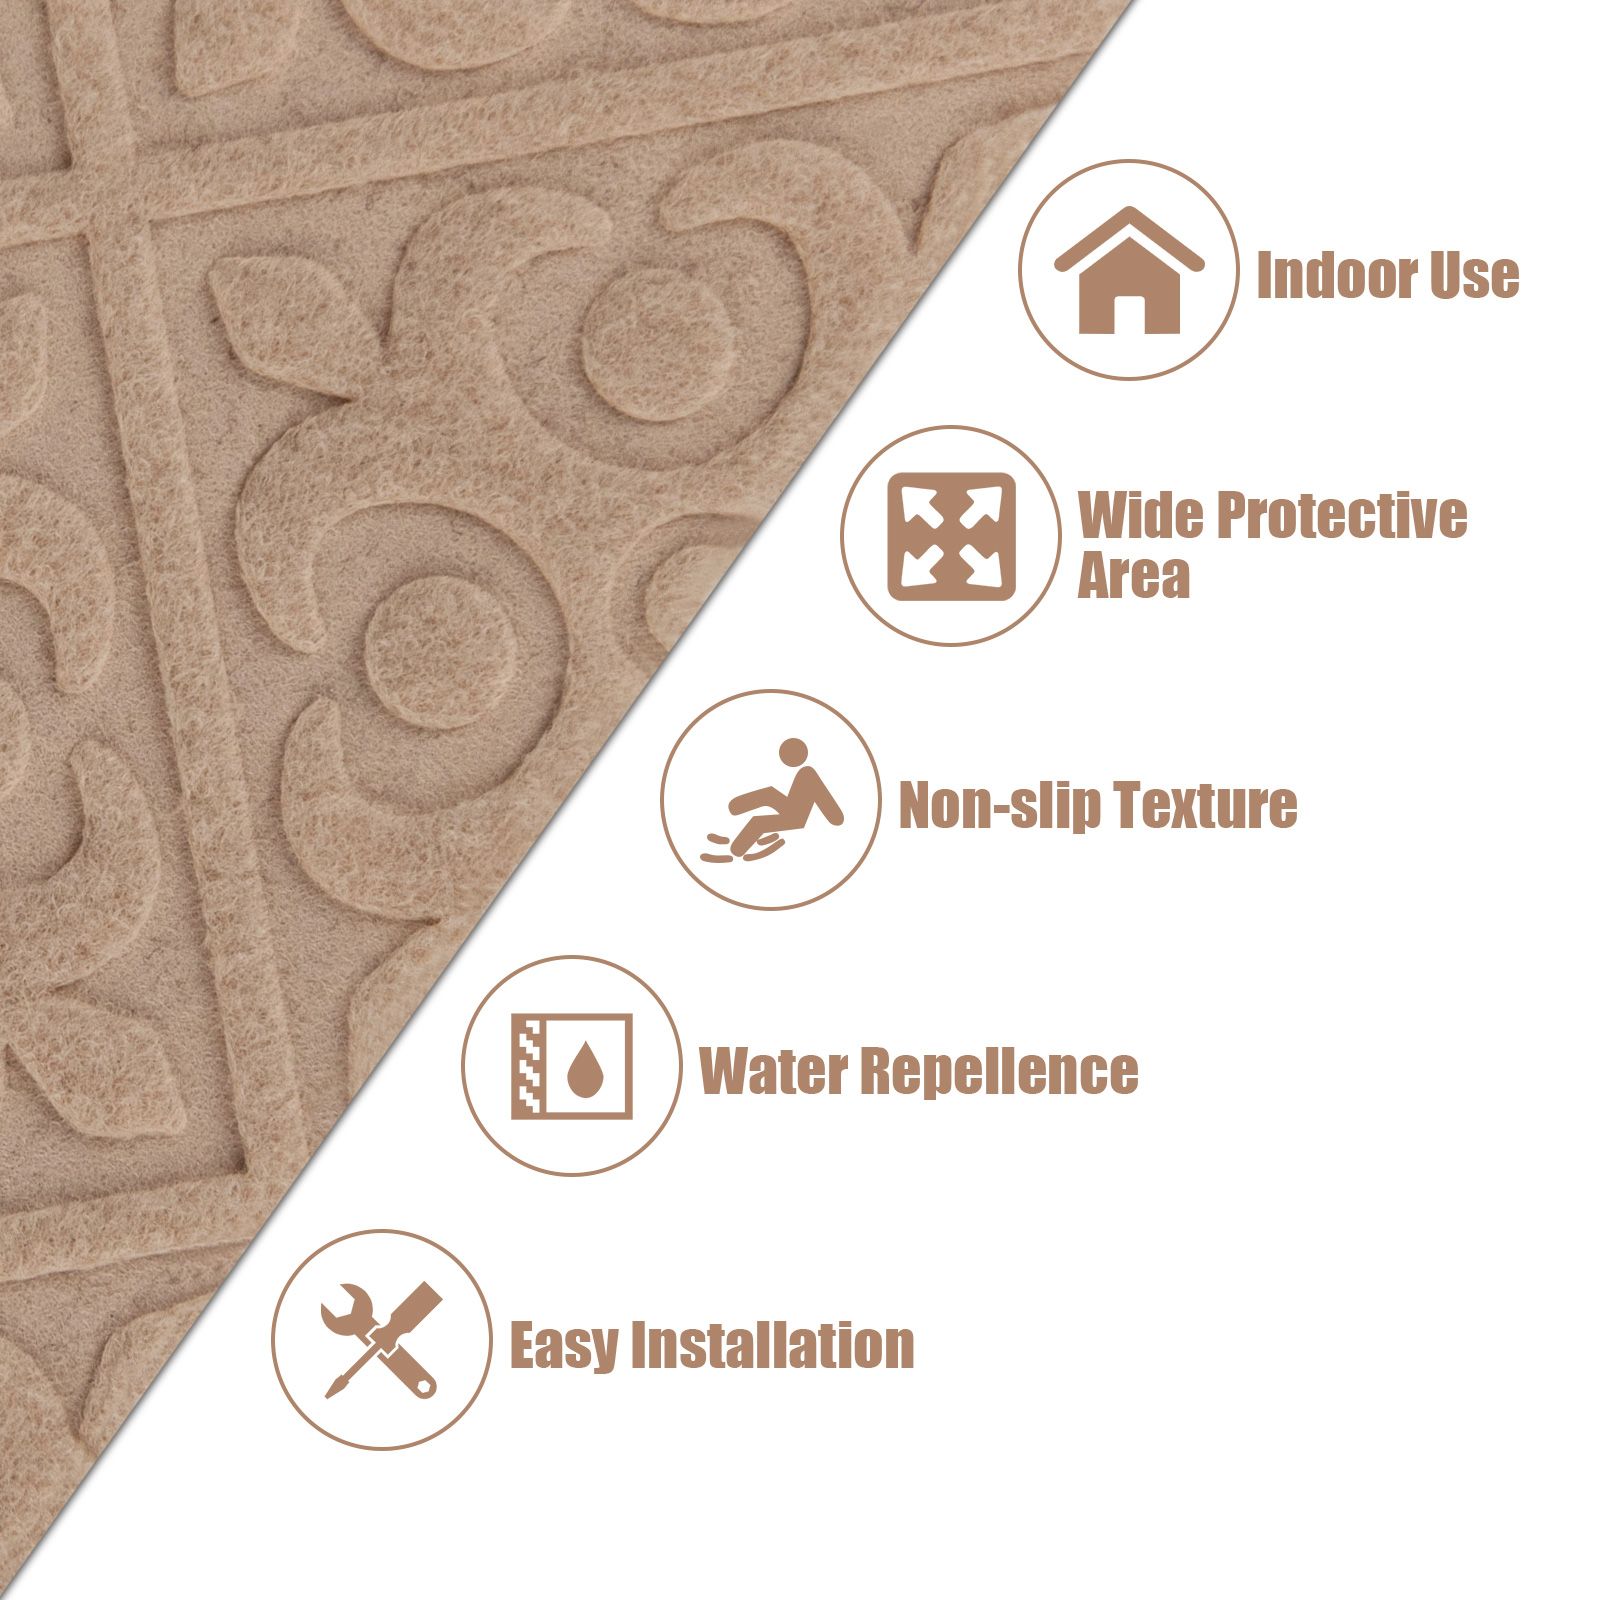 Indoor Use
Wide Protective
Area
Non-slip Texture
Water Repellence
Easy Installation